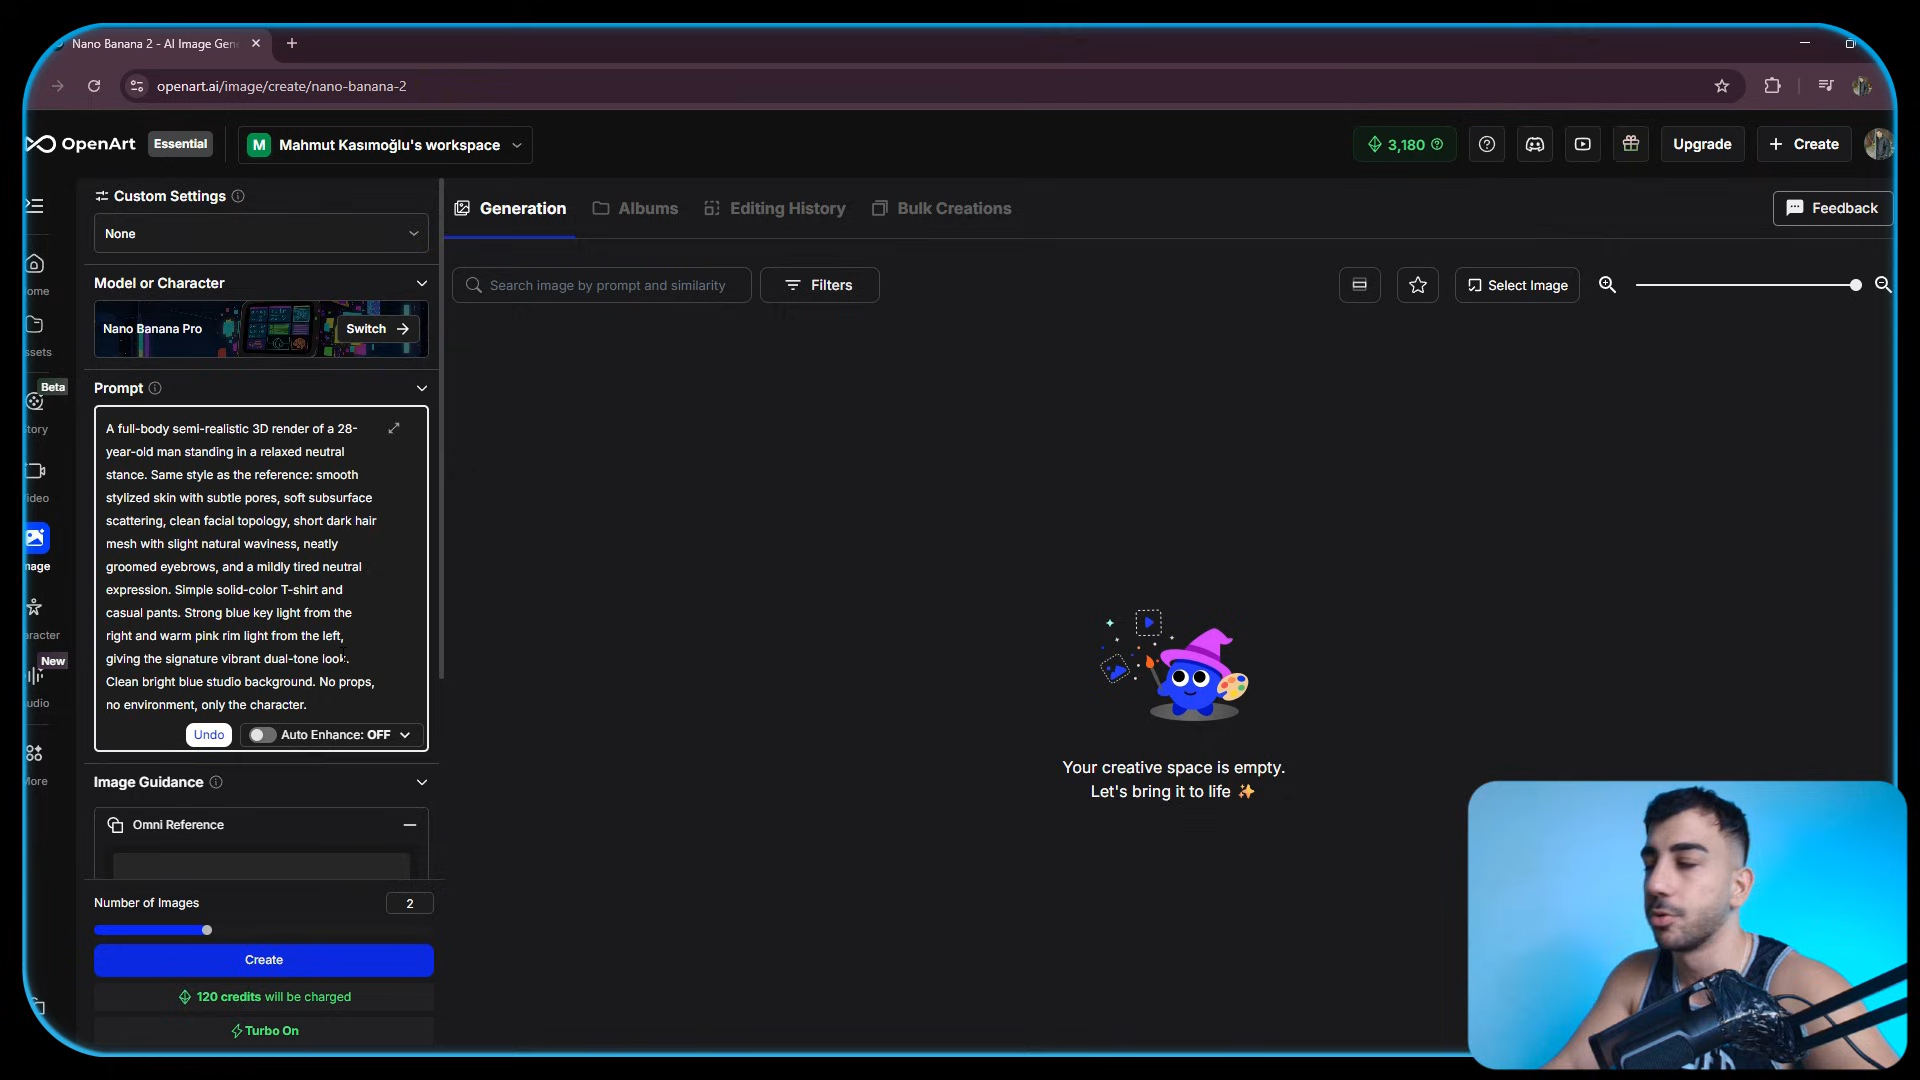 Nano Banana 2 - AI Image Gen
openart.ai/image/create/nano-banana-2
OpenArt
Essential
M
Mahmut Kasımoğlu's workspace
3,180
Upgrade
Create
Custom Settings
None
Model or Character
Nano Banana Pro
Switch
Prompt
A full-body semi-realistic 3D render of a 28-
year-old man standing in a relaxed neutral
stance. Same style as the reference: smooth
stylized skin with subtle pores, soft subsurface
scattering, clean facial topology, short dark hair
mesh with slight natural waviness, neatly
groomed eyebrows, and a mildly tired neutral
expression. Simple solid-color T-shirt and
casual pants. Strong blue key light from the
right and warm pink rim light from the left,
giving the signature vibrant dual-tone look.
Clean bright blue studio background. No props,
no environment, only the character.
Undo
Auto Enhance: OFF
Image Guidance
Omni Reference
Number of Images
2
Create
120 credits will be charged
Turbo On
ome
ssets
Beta
tory
ideo
mage
aracter
New
udio
More
Generation
Albums
Editing History
Bulk Creations
Feedback
Search image by prompt and similarity
Filters
Select Image
Your creative space is empty.
Let's bring it to life ✨